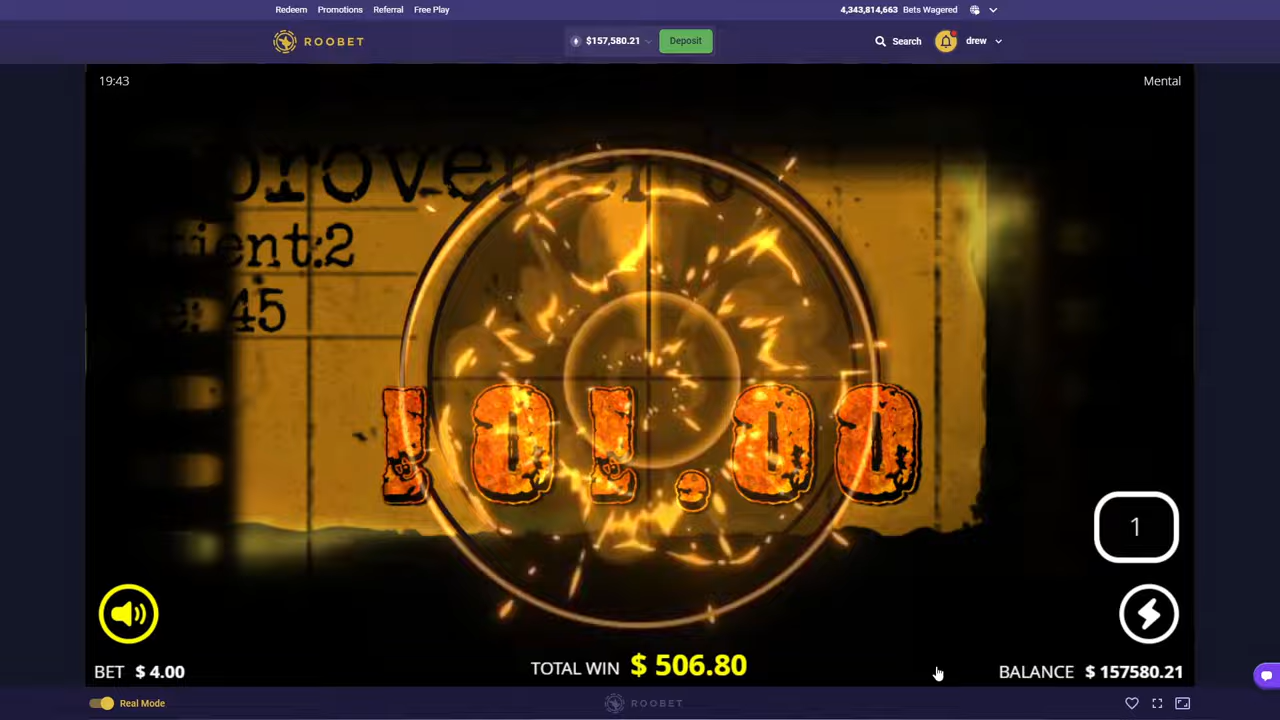 Redeem Promotions Referral Free Play 4,343,814,663 Bets Wagered
ROOBET $157,580.21 Deposit Search drew
19:43 Mental
provement
tient:2
e: 45
101.00
1
BET $ 4.00 TOTAL WIN $ 506.80 BALANCE $ 157580.21
Real Mode ROOBET